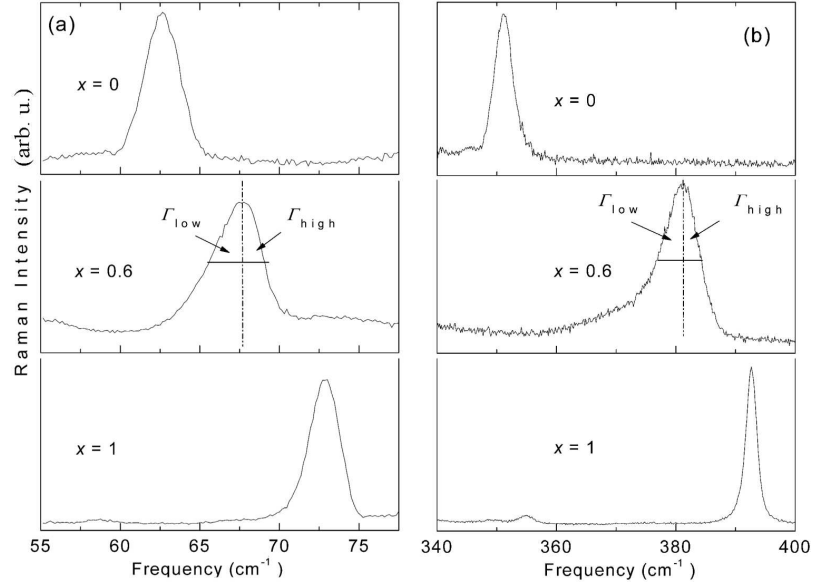 (a)
x = 0
Γlow
Γhigh
x = 0.6
x = 1
55 60 65 70 75
Frequency (cm-1)
Raman Intensity (arb. u.)
(b)
x = 0
Γlow
Γhigh
x = 0.6
x = 1
340 360 380 400
Frequency (cm-1)